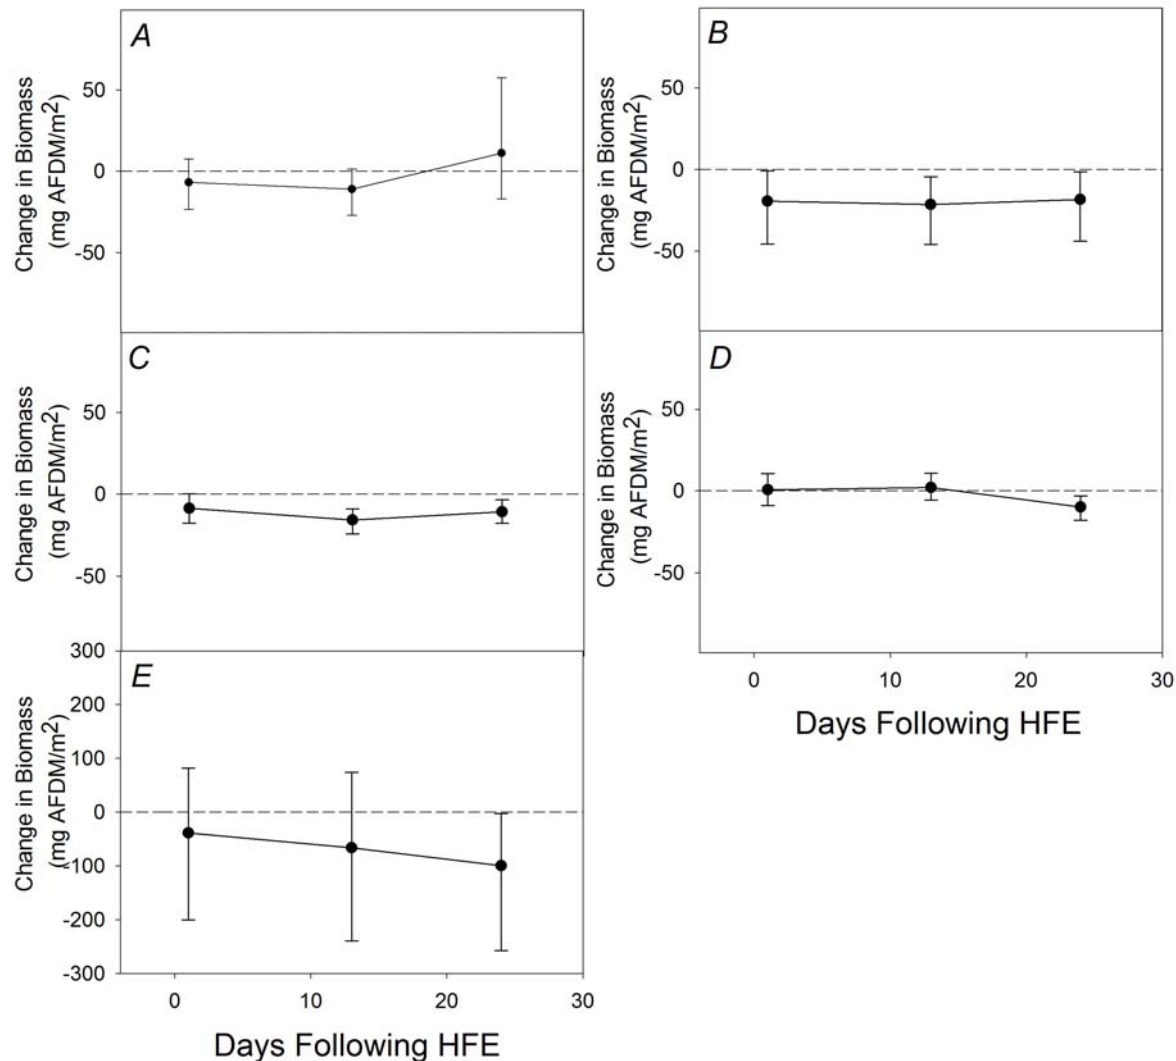 A
Change in Biomass
(mg AFDM/m2)
50
0
-50
B
Change in Biomass
(mg AFDM/m2)
50
0
-50
C
Change in Biomass
(mg AFDM/m2)
50
0
-50
D
Change in Biomass
(mg AFDM/m2)
50
0
-50
0 10 20 30
Days Following HFE
E
Change in Biomass
(mg AFDM/m2)
300
200
100
0
-100
-200
-300
0 10 20 30
Days Following HFE